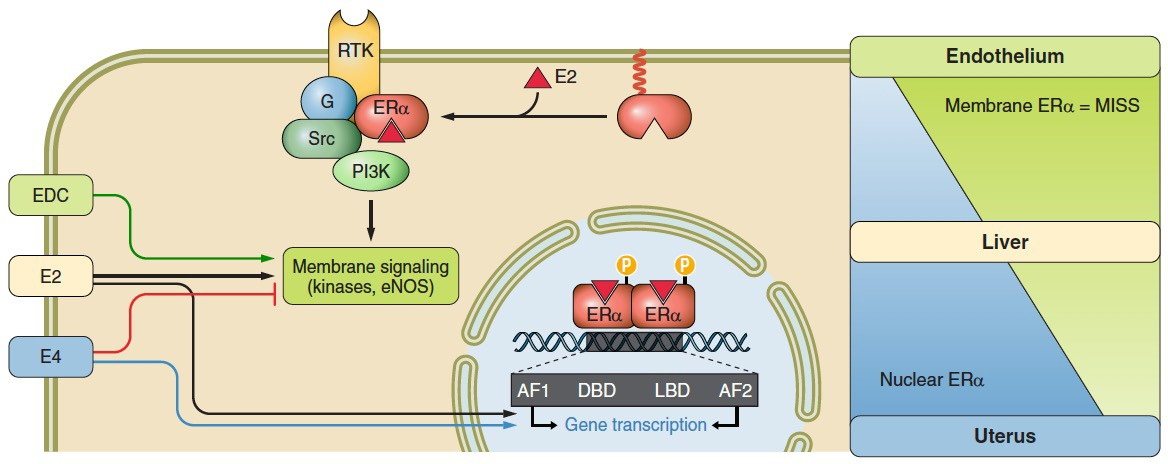 RTK
G
ERα
Src
PI3K
E2
EDC
E2
E4
Membrane signaling
(kinases, eNOS)
P
P
ERα
ERα
AF1 DBD LBD AF2
Gene transcription
Endothelium
Membrane ERα = MISS
Liver
Nuclear ERα
Uterus